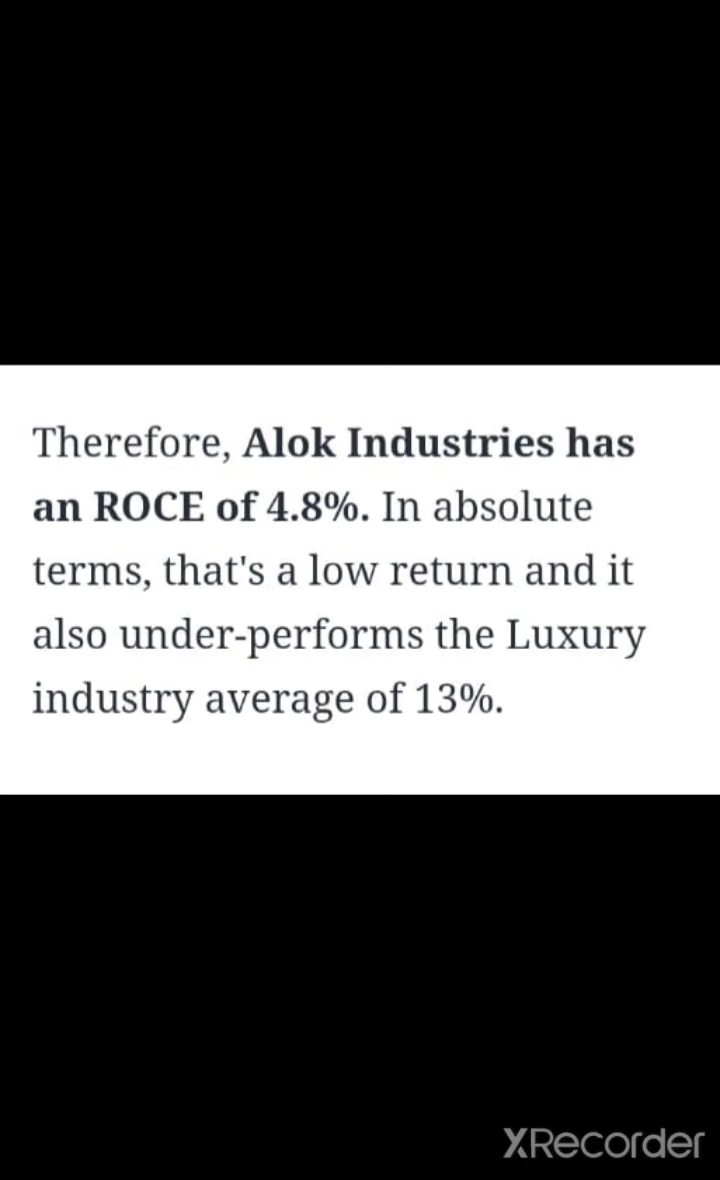 Therefore, Alok Industries has
an ROCE of 4.8%. In absolute
terms, that's a low return and it
also under-performs the Luxury
industry average of 13%.
XRecorder